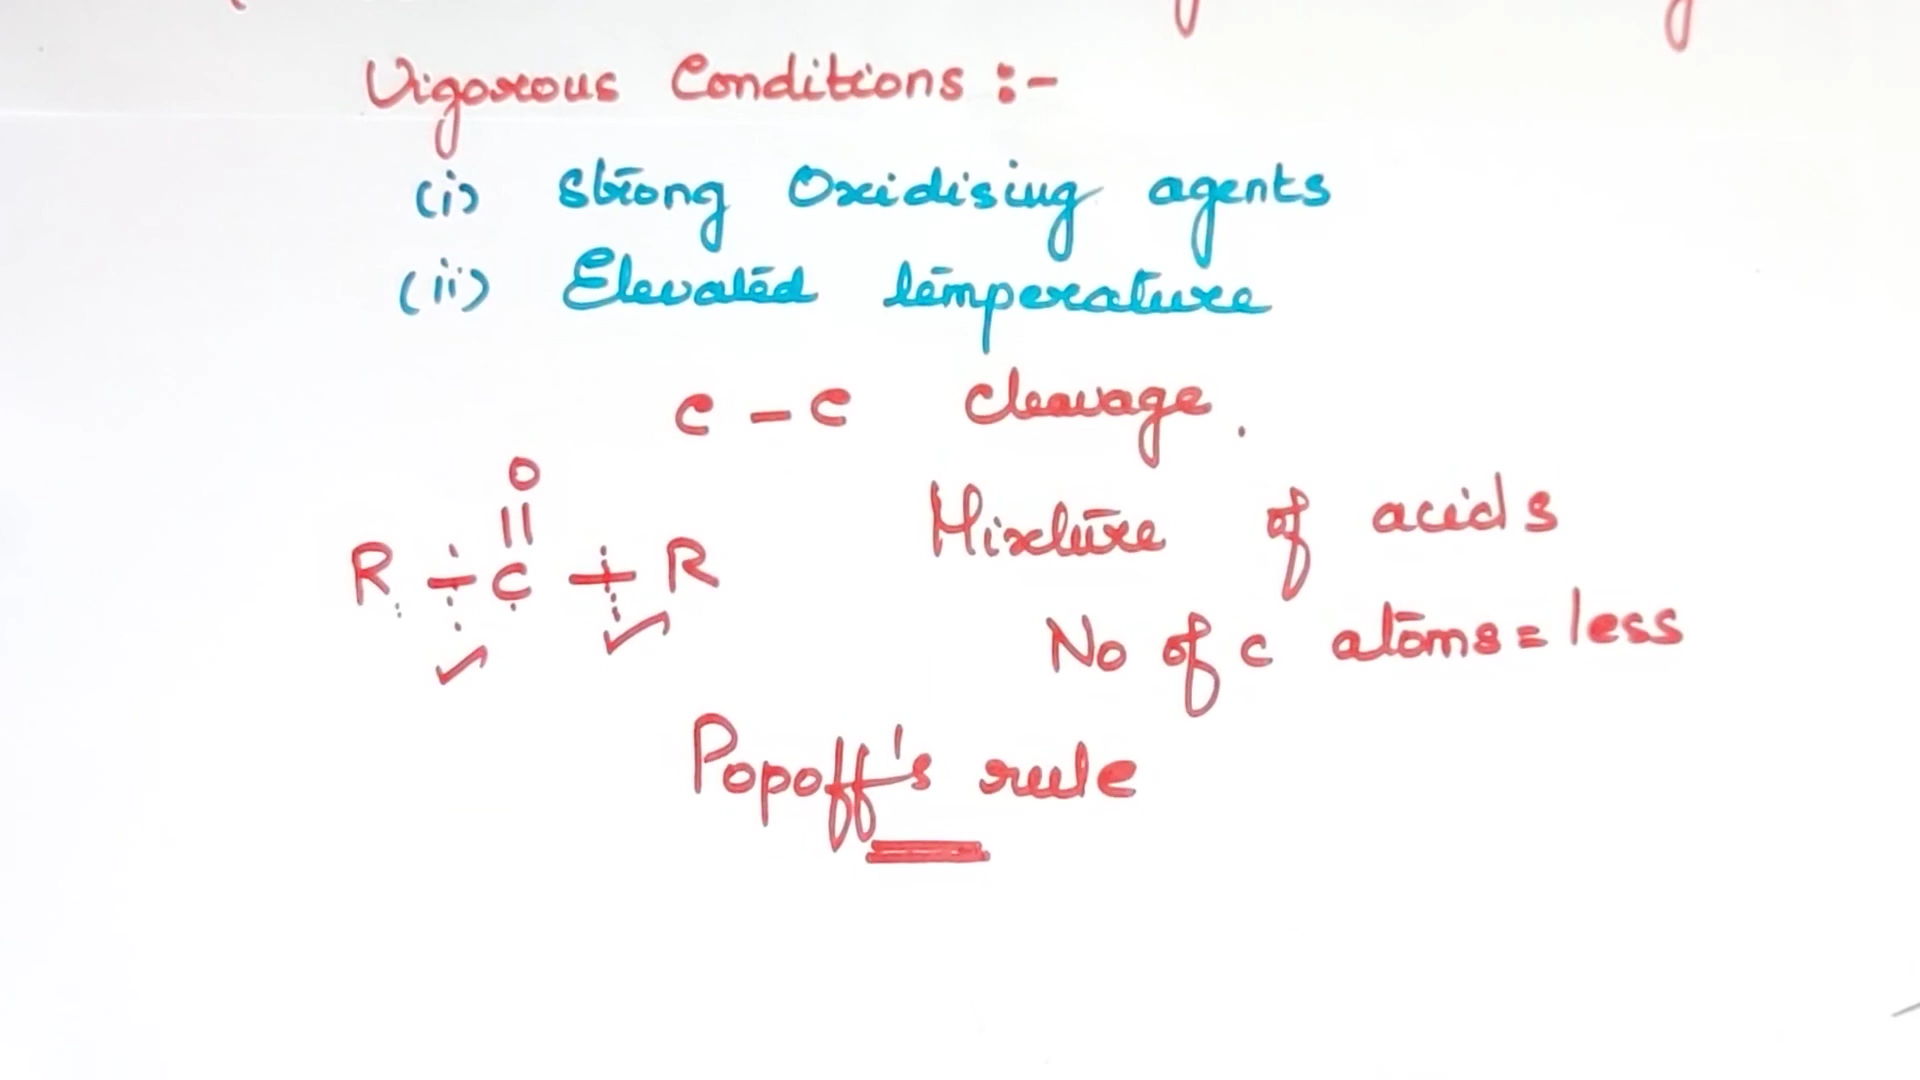 Vigorous Conditions :-
(i) Strong Oxidising agents
(ii) Elevated temperature
C - C Cleavage.
O
||
R - C - R
Mixture of acids
No of C atoms = less
Popoff's rule